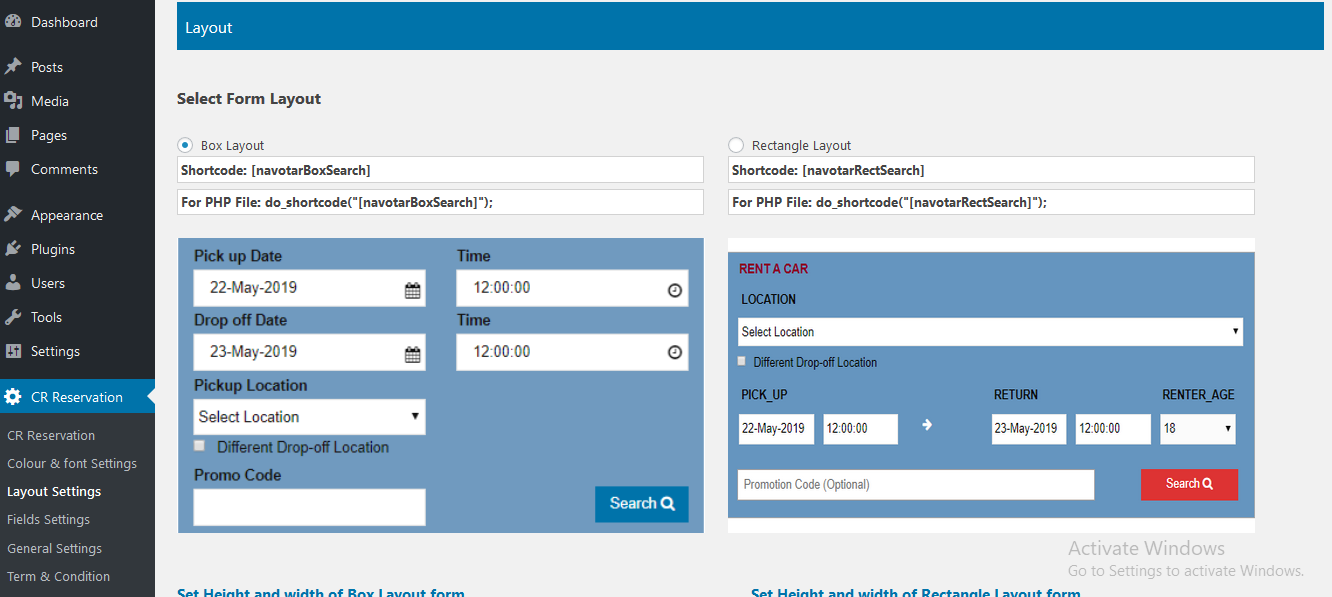 Dashboard
Posts
Media
Pages
Comments
Appearance
Plugins
Users
Tools
Settings
CR Reservation
CR Reservation
Colour & font Settings
Layout Settings
Fields Settings
General Settings
Term & Condition
Layout
Select Form Layout
Box Layout
Shortcode: [navotarBoxSearch]
For PHP File: do_shortcode("[navotarBoxSearch]");
Pick up Date Time
22-May-2019 12:00:00
Drop off Date Time
23-May-2019 12:00:00
Pickup Location
Select Location
Different Drop-off Location
Promo Code
Search
Set Height and width of Box Layout form
Rectangle Layout
Shortcode: [navotarRectSearch]
For PHP File: do_shortcode("[navotarRectSearch]");
RENT A CAR
LOCATION
Select Location
Different Drop-off Location
PICK_UP RETURN RENTER_AGE
22-May-2019 12:00:00 23-May-2019 12:00:00 18
Promotion Code (Optional) Search
Set Height and width of Rectangle Layout form
Activate Windows
Go to Settings to activate Windows.